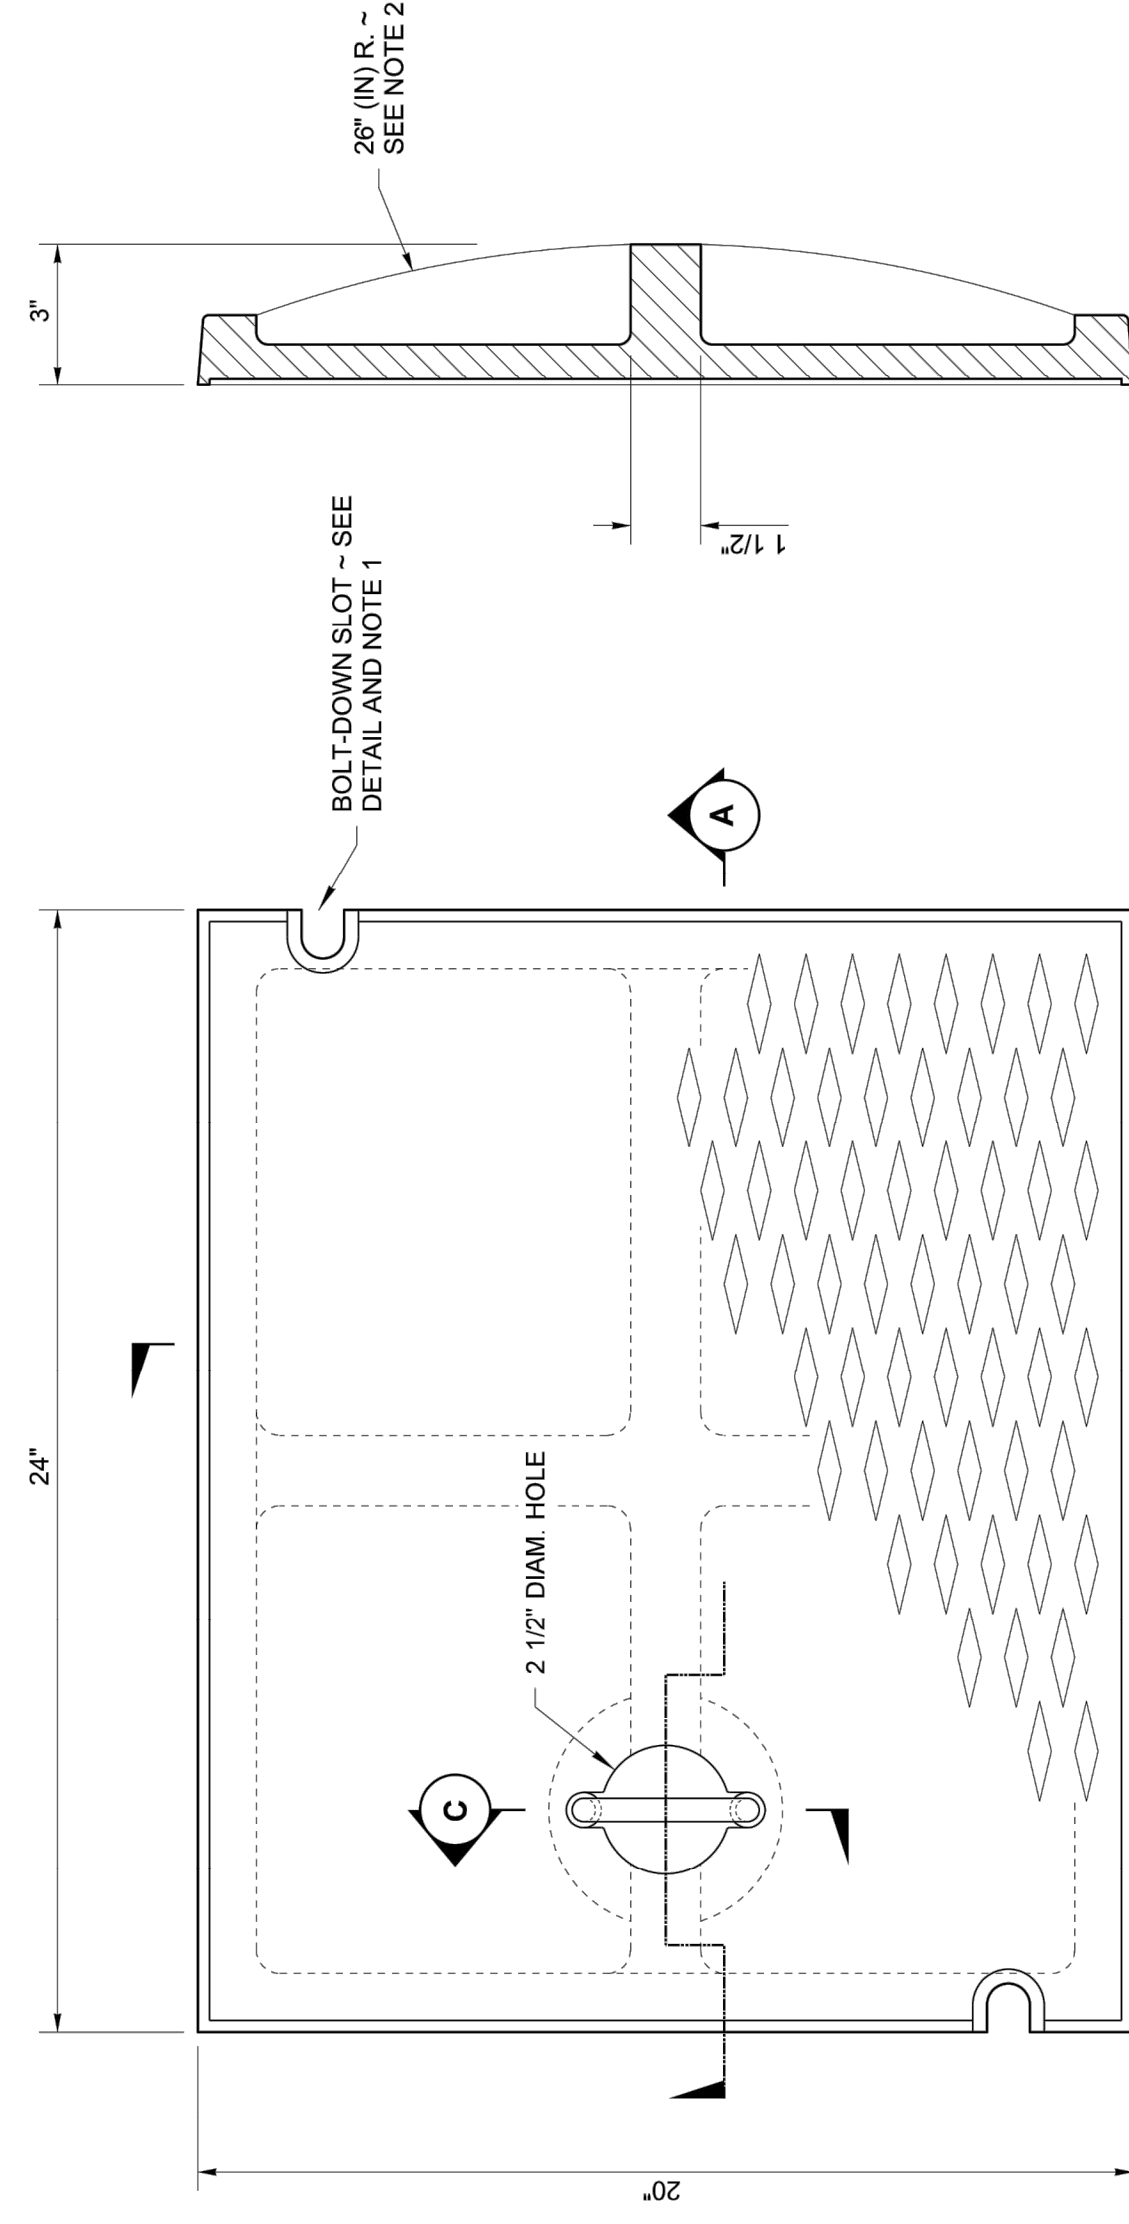 24"
3"
26" (IN) R. ~
SEE NOTE 2
BOLT-DOWN SLOT ~ SEE
DETAIL AND NOTE 1
2 1/2" DIAM. HOLE
C
A
1 1/2"
20"